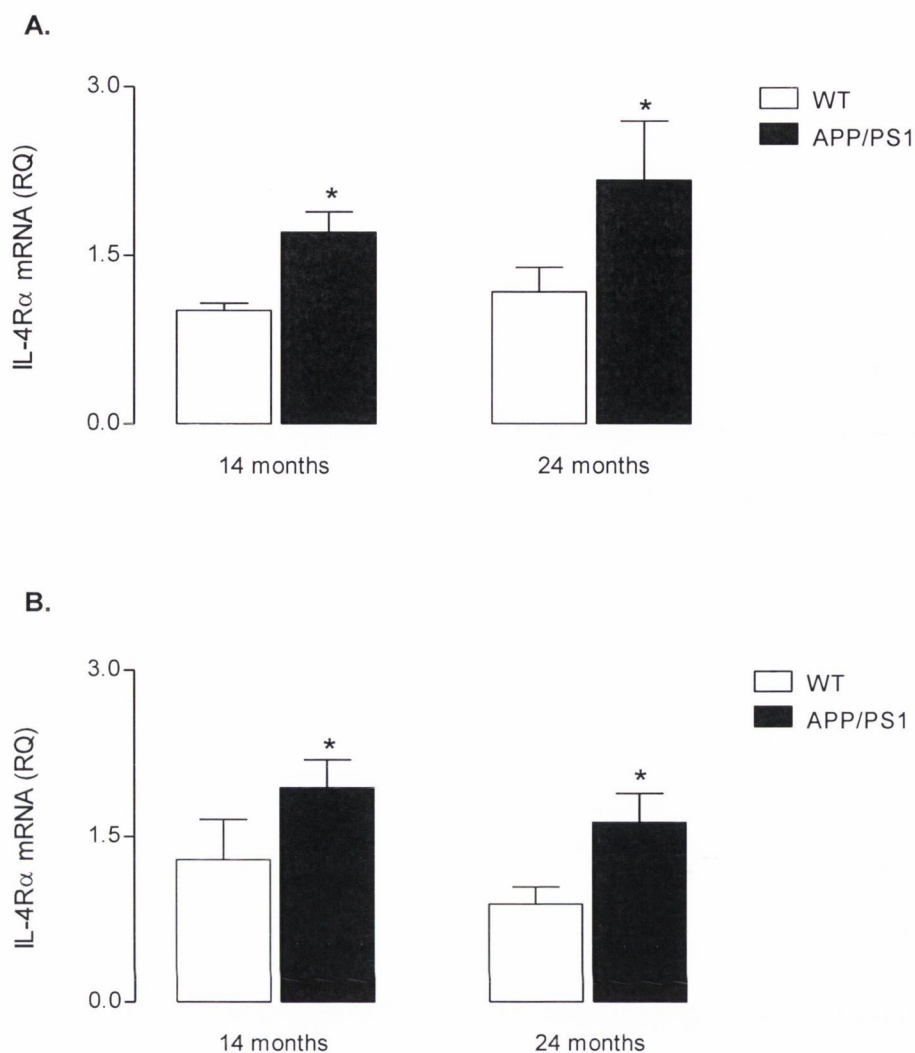 A.
IL-4Rα mRNA (RQ)
3.0
1.5
0.0
*
*
WT
APP/PS1
14 months
24 months
B.
IL-4Rα mRNA (RQ)
3.0
1.5
0.0
*
*
WT
APP/PS1
14 months
24 months